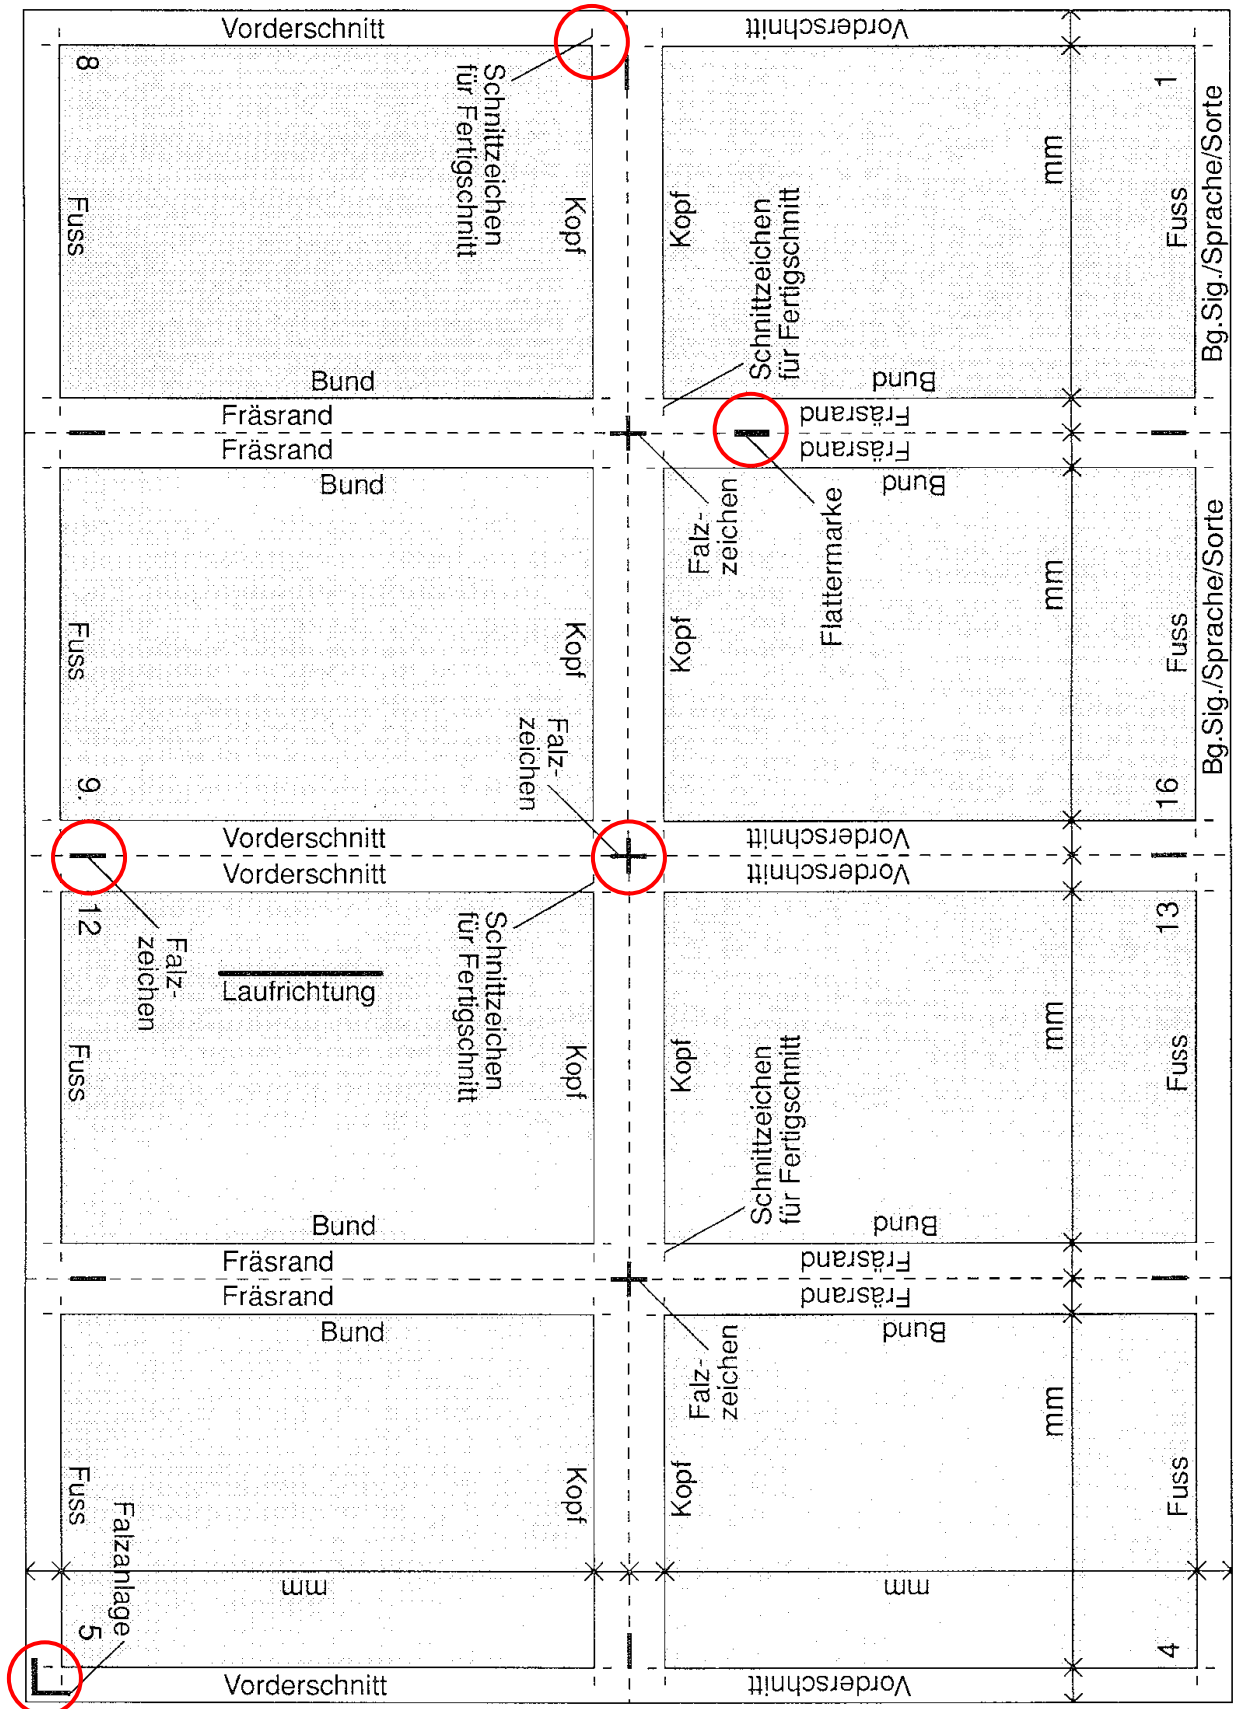 Vorderschnitt
Vorderschnitt
8
Schnittzeichen
für Fertigschnitt
1
mm
Bg.Sig./Sprache/Sorte
Fuss
Kopf
Kopf
Fuss
Schnittzeichen
für Fertigschnitt
Bund
Bund
Fräsrand
Fräsrand
Fräsrand
Fräsrand
Bund
Bund
Falz-
zeichen
Flattermarke
mm
Bg.Sig./Sprache/Sorte
Fuss
Kopf
Kopf
Fuss
Falz-
zeichen
9.
16
Vorderschnitt
Vorderschnitt
Vorderschnitt
Vorderschnitt
12
Falz-
zeichen
Laufrichtung
Schnittzeichen
für Fertigschnitt
13
mm
Fuss
Kopf
Kopf
Fuss
Schnittzeichen
für Fertigschnitt
Bund
Bund
Fräsrand
Fräsrand
Fräsrand
Fräsrand
Bund
Bund
Falz-
zeichen
mm
Fuss
Kopf
Kopf
Fuss
Falzanlage
mm
mm
5
4
Vorderschnitt
Vorderschnitt